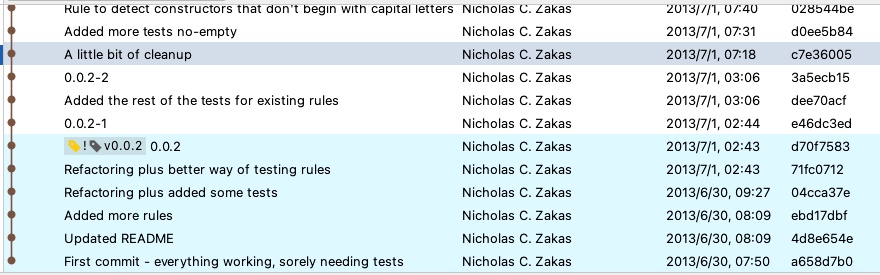 Rule to detect constructors that don't begin with capital letters Nicholas C. Zakas 2013/7/1, 07:40 028544be
Added more tests no-empty Nicholas C. Zakas 2013/7/1, 07:31 d0ee5b84
A little bit of cleanup Nicholas C. Zakas 2013/7/1, 07:18 c7e36005
0.0.2-2 Nicholas C. Zakas 2013/7/1, 03:06 3a5ecb15
Added the rest of the tests for existing rules Nicholas C. Zakas 2013/7/1, 03:06 dee70acf
0.0.2-1 Nicholas C. Zakas 2013/7/1, 02:44 e46dc3ed
! v0.0.2 0.0.2 Nicholas C. Zakas 2013/7/1, 02:43 d70f7583
Refactoring plus better way of testing rules Nicholas C. Zakas 2013/7/1, 02:43 71fc0712
Refactoring plus added some tests Nicholas C. Zakas 2013/6/30, 09:27 04cca37e
Added more rules Nicholas C. Zakas 2013/6/30, 08:09 ebd17dbf
Updated README Nicholas C. Zakas 2013/6/30, 08:09 4d8e654e
First commit - everything working, sorely needing tests Nicholas C. Zakas 2013/6/30, 07:50 a658d7b0